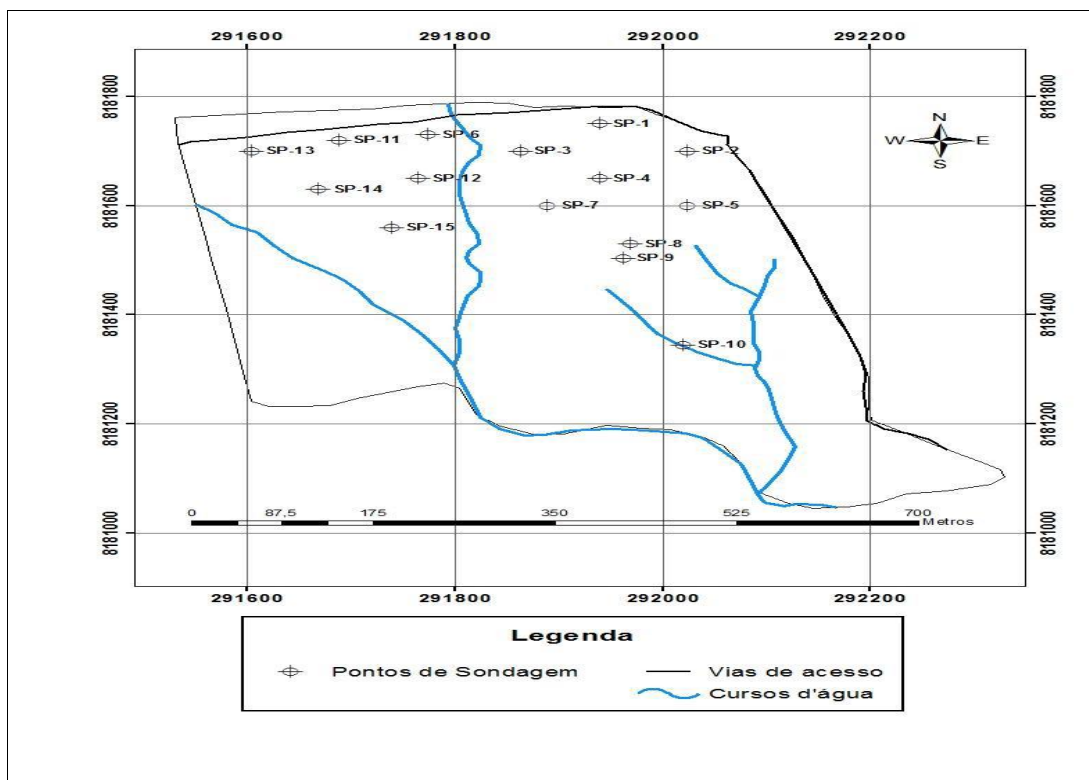 291600 291800 292000 292200
8181800 8181800
N
W E
S
SP-1
SP-6
SP-11
SP-13 SP-3 SP-2
SP-12 SP-4
SP-14
8181600 SP-7 SP-5 8181600
SP-15
SP-8
SP-9
8181400 8181400
SP-10
8181200 8181200
0 87,5 175 350 525 700
Metros
8181000 8181000
291600 291800 292000 292200
Legenda
Pontos de Sondagem Vias de acesso
Cursos d'água